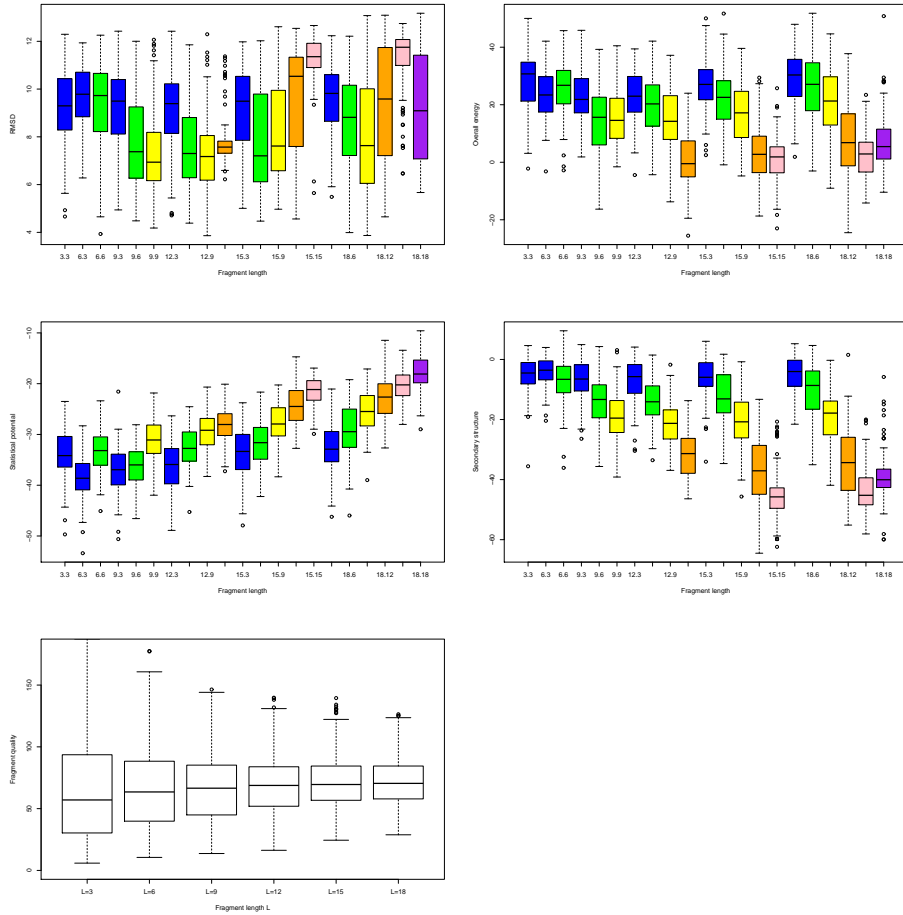 RMSD
4 6 8 10 12
3.3 6.3 6.6 9.3 9.6 9.9 12.3 12.9 15.3 15.9 15.15 18.6 18.12 18.18
Fragment length
Overall energy
−20 0 20 40
3.3 6.3 6.6 9.3 9.6 9.9 12.3 12.9 15.3 15.9 15.15 18.6 18.12 18.18
Fragment length
Statistical potential
−50 −40 −30 −20 −10
3.3 6.3 6.6 9.3 9.6 9.9 12.3 12.9 15.3 15.9 15.15 18.6 18.12 18.18
Fragment length
Secondary structure
−60 −40 −20 0
3.3 6.3 6.6 9.3 9.6 9.9 12.3 12.9 15.3 15.9 15.15 18.6 18.12 18.18
Fragment length
Fragment quality
0 50 100 150
L=3 L=6 L=9 L=12 L=15 L=18
Fragment length L